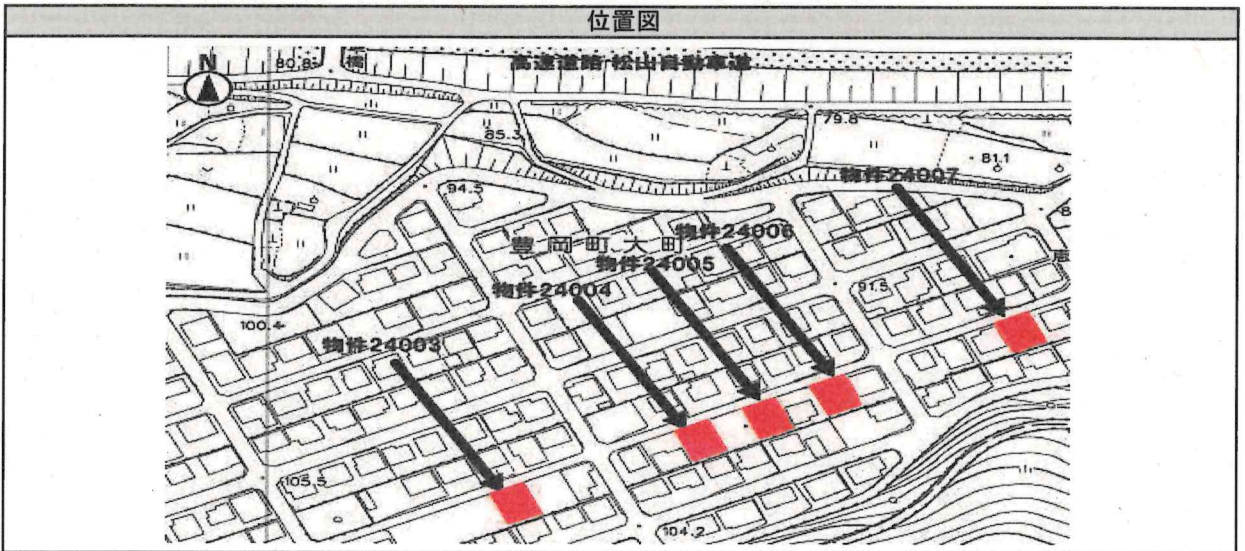 位置図
N
80.8
橋
高速道路 松山自動車道
85.3
79.8
81.1
94.5
物件24007
豊岡町大町
物件24006
物件24005
物件24004
91.5
100.4
物件24003
105.5
104.2